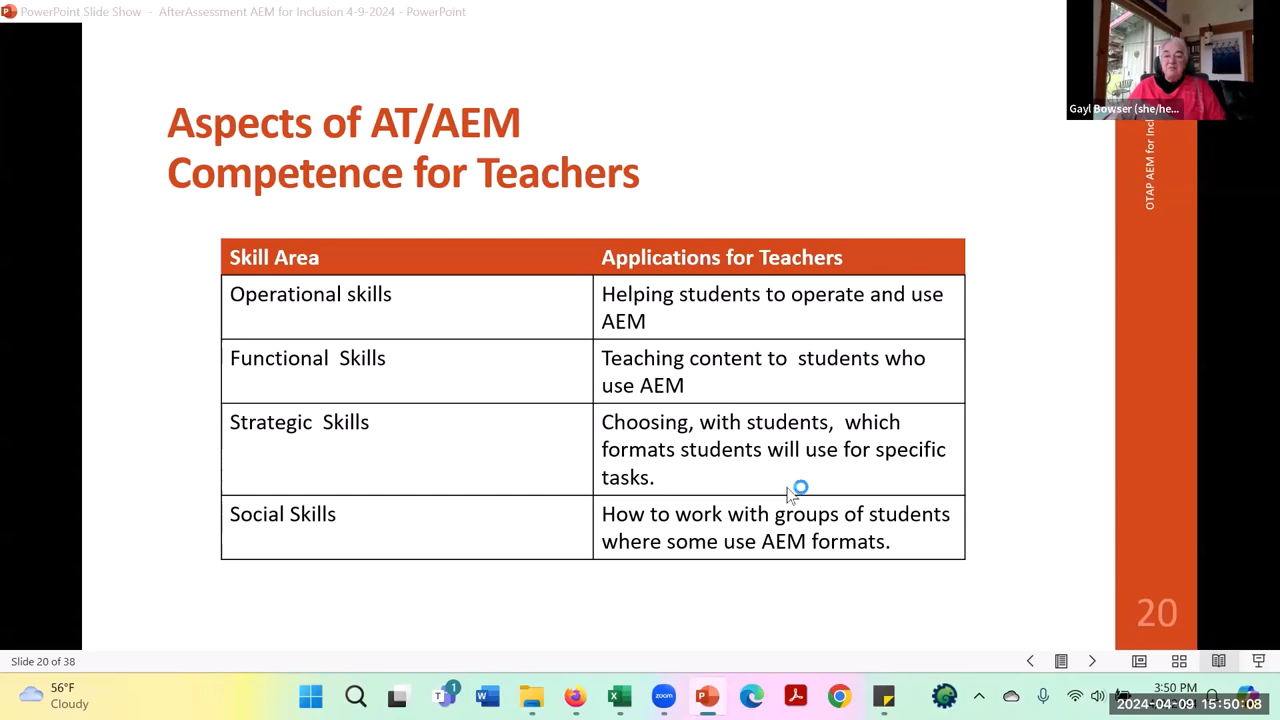 PowerPoint Slide Show - AfterAssessment AEM for Inclusion 4-9-2024 - PowerPoint
Gayl Bowser (she/he...
OTAP AEM for Incl
Aspects of AT/AEM
Competence for Teachers
Skill Area
Applications for Teachers
Operational skills
Helping students to operate and use
AEM
Functional Skills
Teaching content to students who
use AEM
Strategic Skills
Choosing, with students, which
formats students will use for specific
tasks.
Social Skills
How to work with groups of students
where some use AEM formats.
20
Slide 20 of 38
56°F
Cloudy
1
3:50 PM
2024-04-09 15:50:08